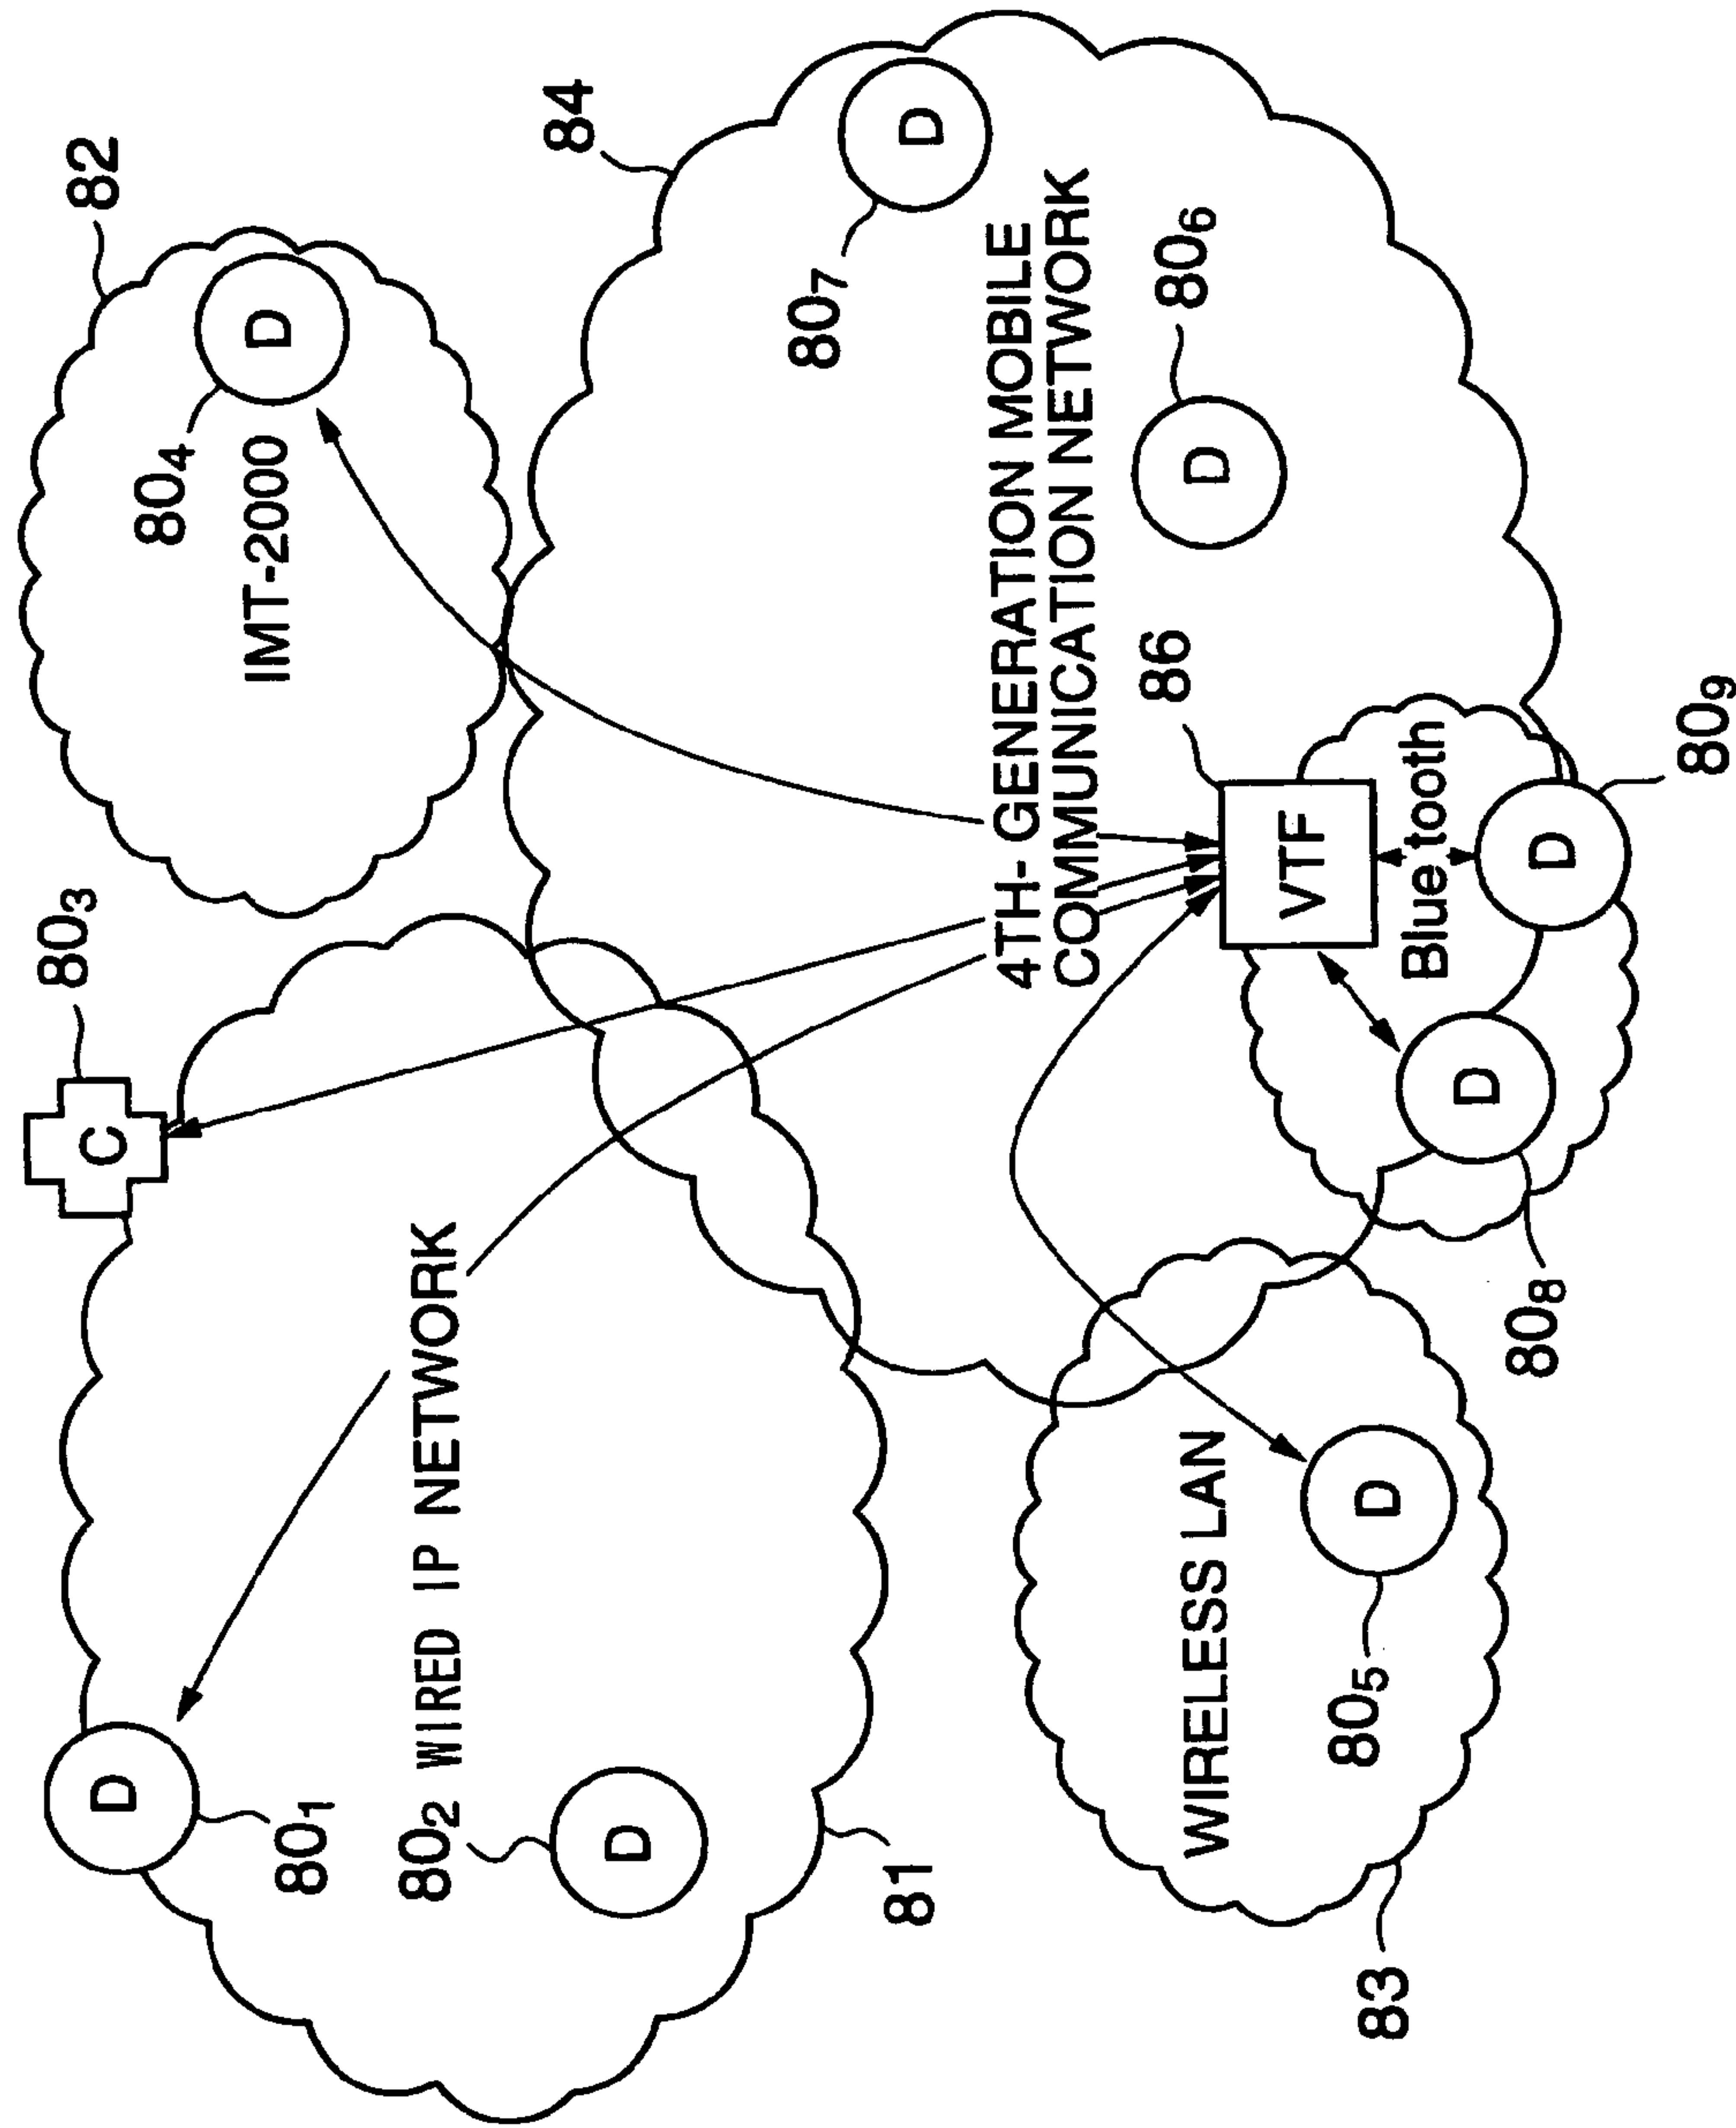 80₃
C
82
80₄
D
IMT-2000
84
D
80₇
D
80₁
80₂ WIRED IP NETWORK
D
81
4TH- GENERATION MOBILE
COMMUNICATION NETWORK
80₆
D
86
VTF
Blue tooth
D
80₉
D
80₈
WIRELESS LAN
D
80₅
83